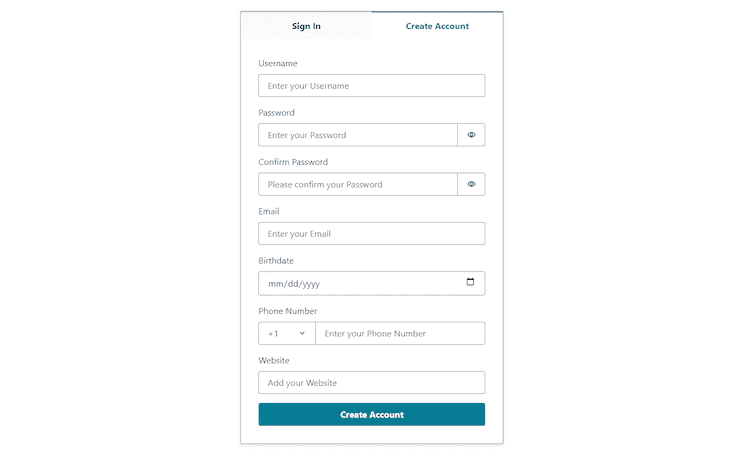 Sign In Create Account
Username
Enter your Username
Password
Enter your Password
Confirm Password
Please confirm your Password
Email
Enter your Email
Birthdate
mm/dd/yyyy
Phone Number
+1 Enter your Phone Number
Website
Add your Website
Create Account